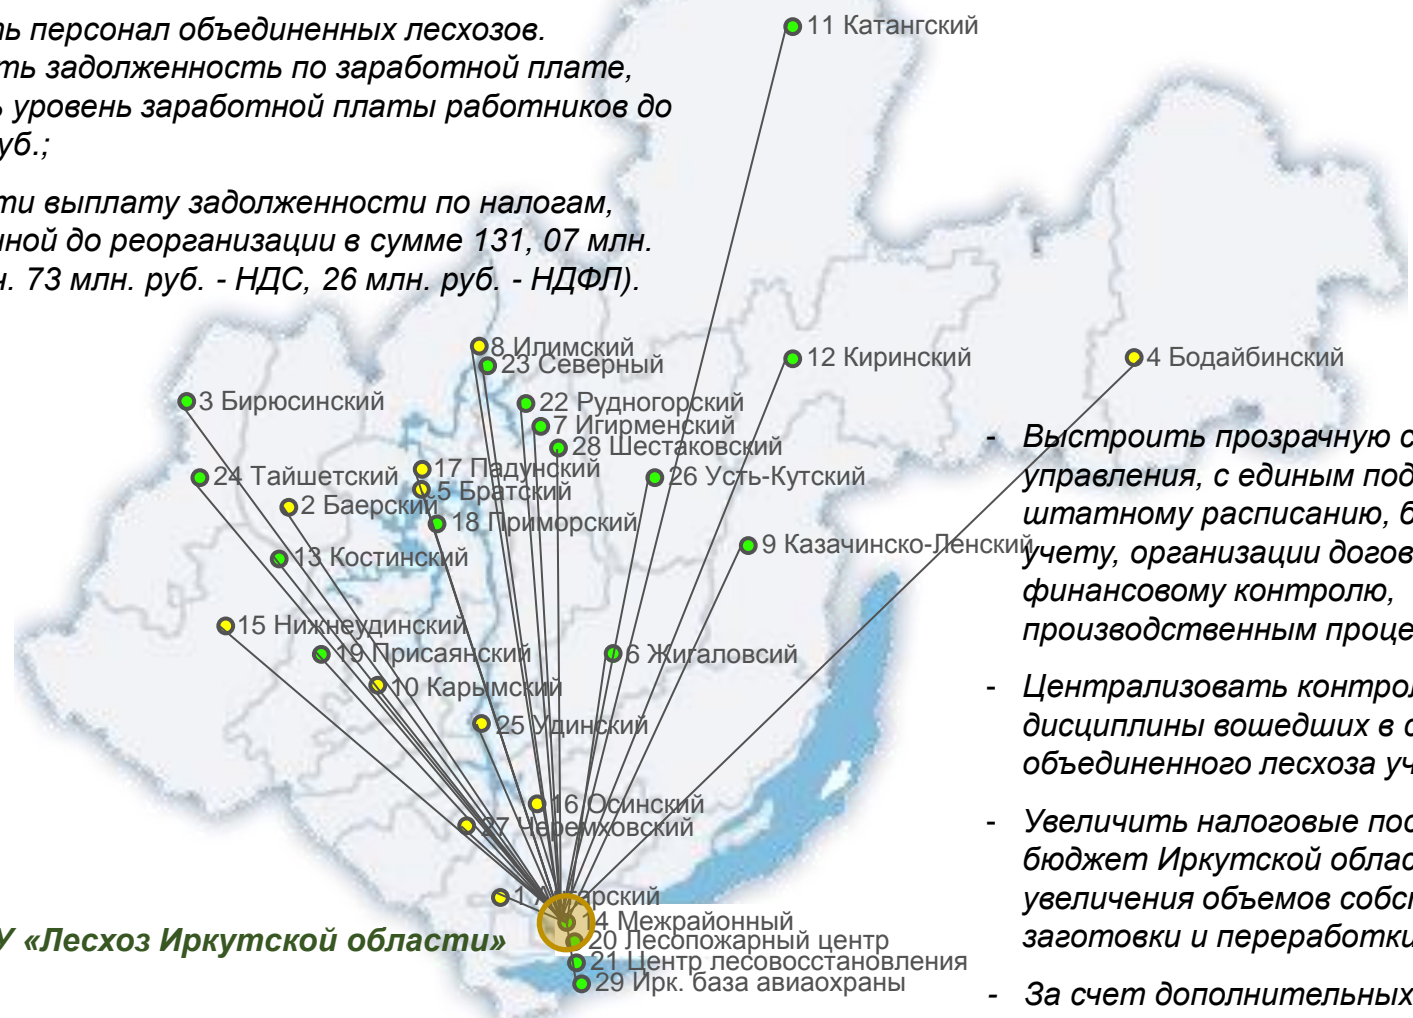 ь персонал объединенных лесхозов.
ть задолженность по заработной плате,
ь уровень заработной платы работников до
уб.;
ти выплату задолженности по налогам,
нной до реорганизации в сумме 131, 07 млн.
н. 73 млн. руб. - НДС, 26 млн. руб. - НДФЛ).
11 Катангский
8 Илимский
23 Северный
12 Киринский
4 Бодайбинский
3 Бирюсинский
22 Рудногорский
7 Игирменский
28 Шестаковский
17 Падунский
24 Тайшетский
26 Усть-Кутский
5 Братский
2 Баерский
18 Приморский
9 Казачинско-Ленский
13 Костинский
15 Нижнеудинский
19 Присаянский
6 Жигаловсий
10 Карымский
25 Удинский
16 Осинский
27 Черемховский
1 Ангарский
4 Межрайонный
20 Лесопожарный центр
21 Центр лесовосстановления
29 Ирк. база авиаохраны
У «Лесхоз Иркутской области»
- Выстроить прозрачную с
управления, с единым под
штатному расписанию, б
учету, организации догов
финансовому контролю,
производственным проце
- Централизовать контрол
дисциплины вошедших в с
объединенного лесхоза уч
- Увеличить налоговые пос
бюджет Иркутской облас
увеличения объемов собс
заготовки и переработки
- За счет дополнительных